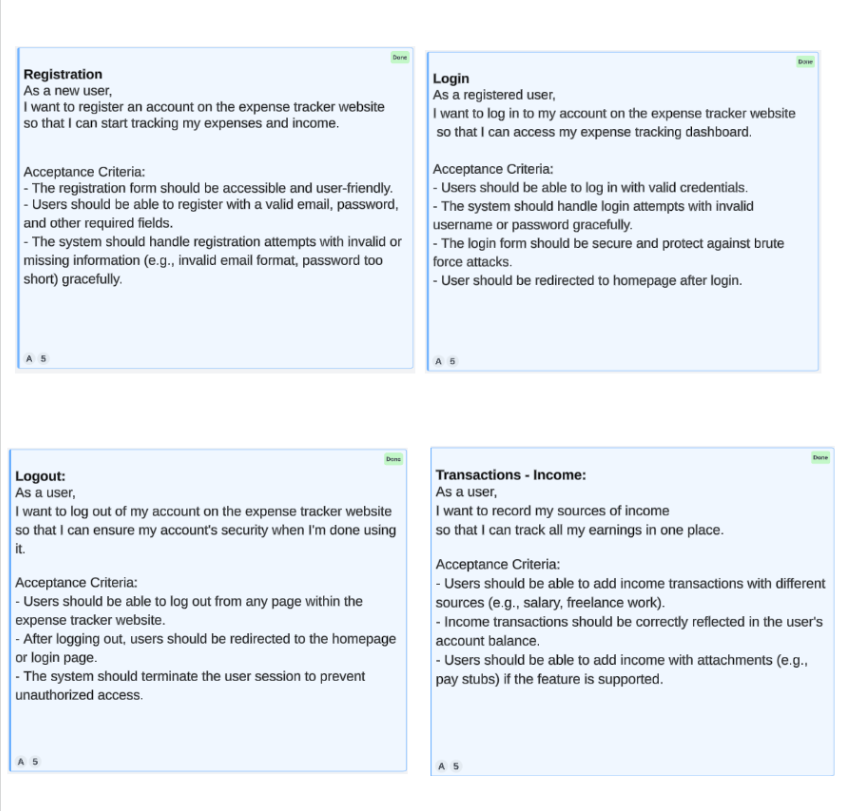 Done
Registration
As a new user,
I want to register an account on the expense tracker website
so that I can start tracking my expenses and income.
Acceptance Criteria:
- The registration form should be accessible and user-friendly.
- Users should be able to register with a valid email, password,
and other required fields.
- The system should handle registration attempts with invalid or
missing information (e.g., invalid email format, password too
short) gracefully.
A 5
Done
Login
As a registered user,
I want to log in to my account on the expense tracker website
so that I can access my expense tracking dashboard.
Acceptance Criteria:
- Users should be able to log in with valid credentials.
- The system should handle login attempts with invalid
username or password gracefully.
- The login form should be secure and protect against brute
force attacks.
- User should be redirected to homepage after login.
A 5
Done
Logout:
As a user,
I want to log out of my account on the expense tracker website
so that I can ensure my account's security when I'm done using
it.
Acceptance Criteria:
- Users should be able to log out from any page within the
expense tracker website.
- After logging out, users should be redirected to the homepage
or login page.
- The system should terminate the user session to prevent
unauthorized access.
A 5
Done
Transactions - Income:
As a user,
I want to record my sources of income
so that I can track all my earnings in one place.
Acceptance Criteria:
- Users should be able to add income transactions with different
sources (e.g., salary, freelance work).
- Income transactions should be correctly reflected in the user's
account balance.
- Users should be able to add income with attachments (e.g.,
pay stubs) if the feature is supported.
A 5